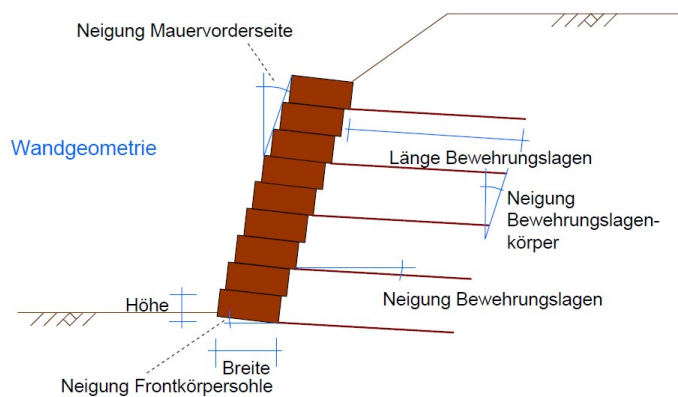 Neigung Mauervorderseite
Wandgeometrie
Länge Bewehrungslagen
Neigung
Bewehrungslagen-
körper
Neigung Bewehrungslagen
Höhe
Breite
Neigung Frontkörpersohle